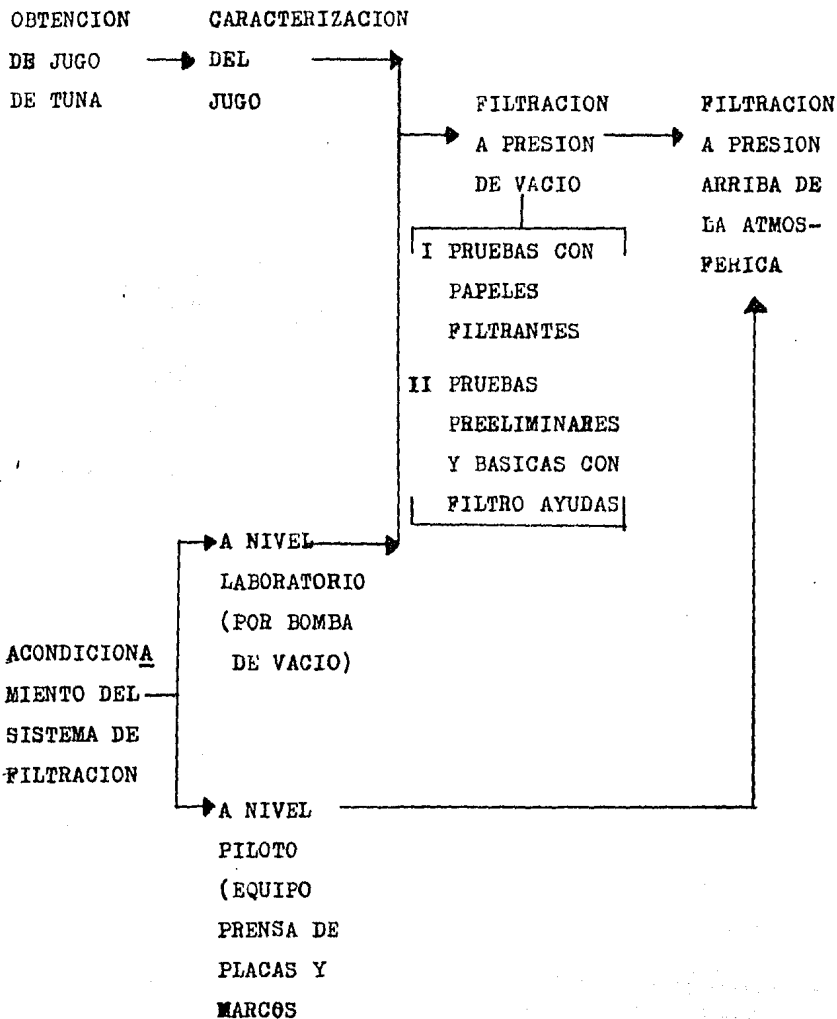 OBTENCION
DE JUGO
DE TUNA
CARACTERIZACION
DEL
JUGO
FILTRACION
A PRESION
DE VACIO
FILTRACION
A PRESION
ARRIBA DE
LA ATMOS-
FERICA
I PRUEBAS CON
PAPELES
FILTRANTES
II PRUEBAS
PREELIMINARES
Y BASICAS CON
FILTRO AYUDAS
A NIVEL
LABORATORIO
(POR BOMBA
DE VACIO)
ACONDICIONA
MIENTO DEL
SISTEMA DE
FILTRACION
A NIVEL
PILOTO
(EQUIPO
PRENSA DE
PLACAS Y
MARCOS